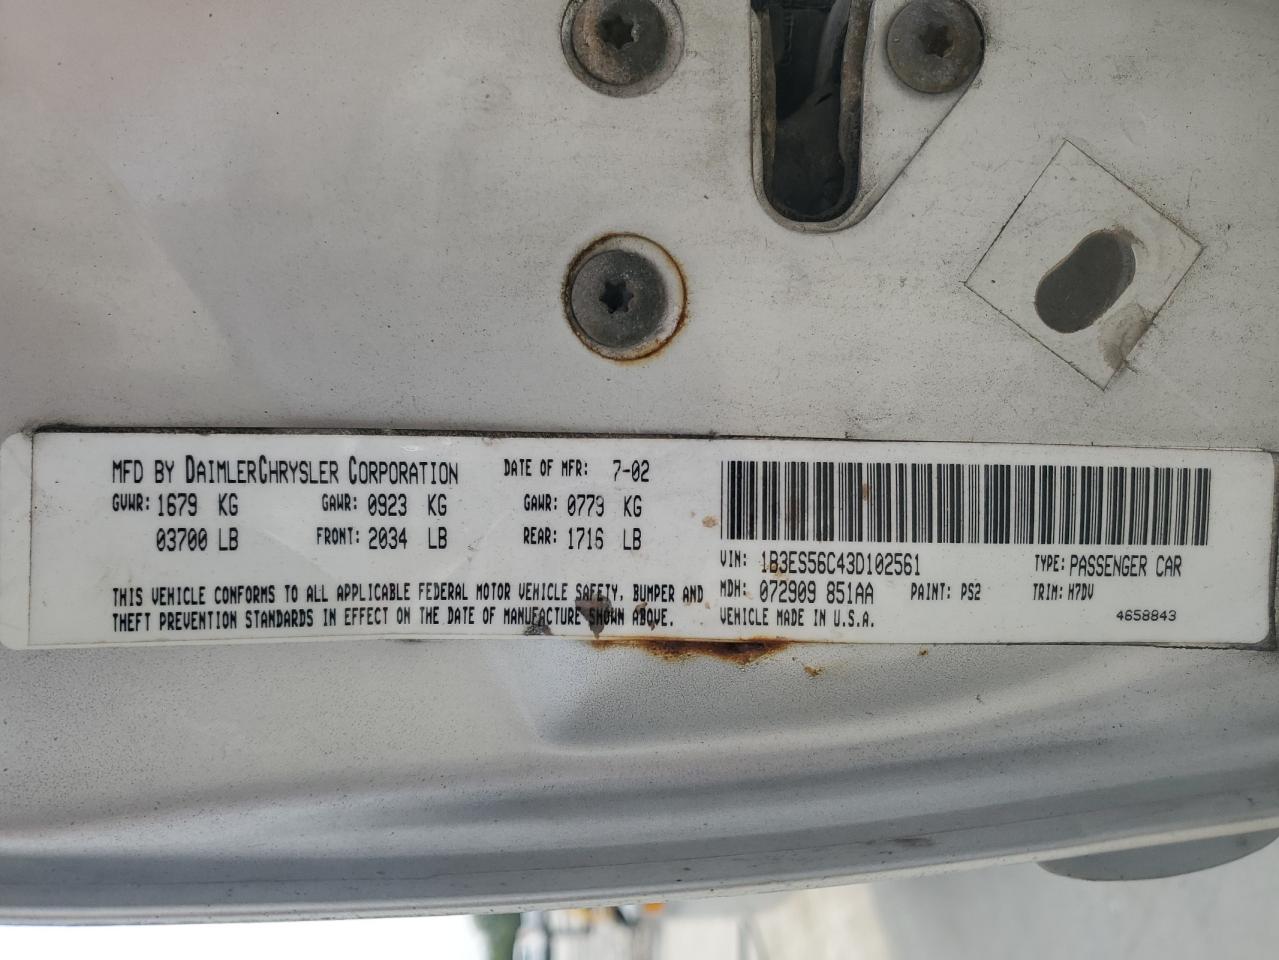 MFD BY DAIMLERCHRYSLER CORPORATION DATE OF MFR: 7-02
GVWR: 1679 KG GAWR: 0923 KG GAWR: 0779 KG
03700 LB FRONT: 2034 LB REAR: 1716 LB
THIS VEHICLE CONFORMS TO ALL APPLICABLE FEDERAL MOTOR VEHICLE SAFETY, BUMPER AND
THEFT PREVENTION STANDARDS IN EFFECT ON THE DATE OF MANUFACTURE SHOWN ABOVE.
VIN: 1B3ES56C43D102561 TYPE: PASSENGER CAR
MDH: 072909 851AA PAINT: PS2 TRIM: H7DV
VEHICLE MADE IN U.S.A. 4658843